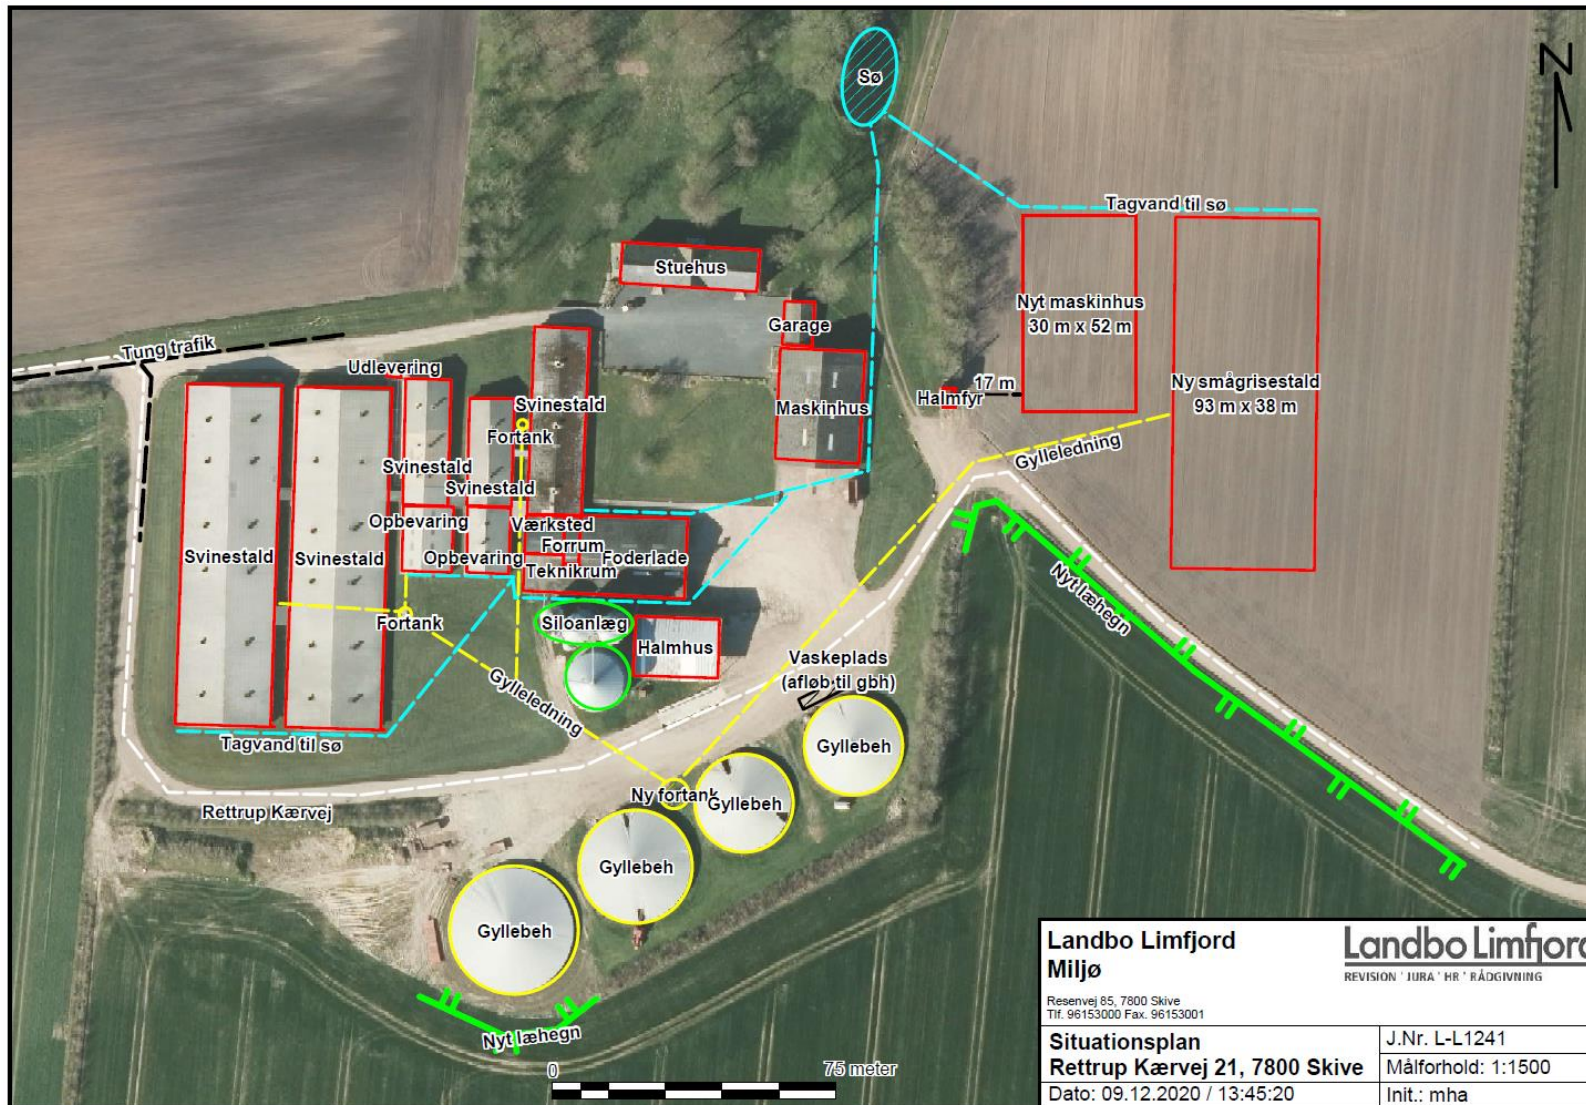 N
Sø
Tagvand til sø
Stuehus
Nyt maskinhus
30 m x 52 m
Garage
Tung trafik
Udlevering
Ny smågrisestald
93 m x 38 m
17 m
Halmfyr
Svinestald
Maskinhus
Fortank
Gylleledning
Svinestald
Svinestald
Opbevaring
Værksted
Forrum
Svinestald
Svinestald
Opbevaring
Foderlade
Teknikrum
Nyt læhegn
Fortank
Siloanlæg
Halmhus
Vaskeplads
(afløb til gbh)
Gylleledning
Tagvand til sø
Gyllebeh
Ny fortank
Gyllebeh
Rettrup Kærvej
Gyllebeh
Gyllebeh
Nyt læhegn
0
75 meter
Landbo Limfjord
Miljø
Landbo Limfjord
REVISION ' JURA ' HR ' RÅDGIVNING
Resenvej 85, 7800 Skive
Tlf. 96153000 Fax. 96153001
Situationsplan
Rettrup Kærvej 21, 7800 Skive
J.Nr. L-L1241
Målforhold: 1:1500
Dato: 09.12.2020 / 13:45:20
Init.: mha